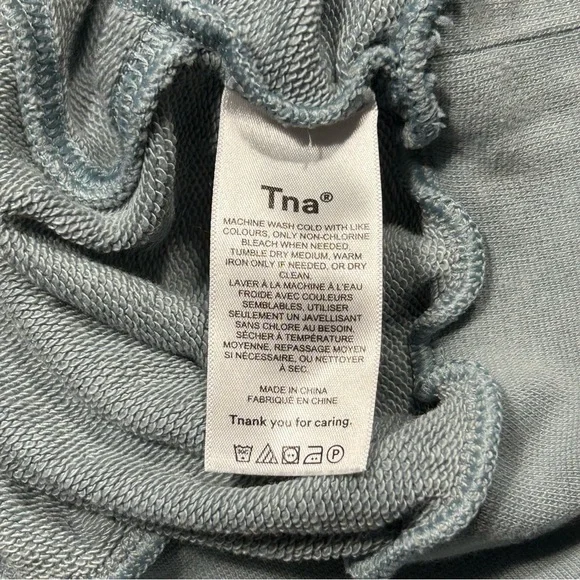 Tna®
MACHINE WASH COLD WITH LIKE
COLOURS, ONLY NON-CHLORINE
BLEACH WHEN NEEDED,
TUMBLE DRY MEDIUM, WARM
IRON ONLY IF NEEDED, OR DRY
CLEAN.
LAVER À LA MACHINE À L'EAU
FROIDE AVEC COULEURS
SEMBLABLES, UTILISER
SEULEMENT UN JAVELLISANT
SANS CHLORE AU BESOIN,
SÉCHER À TEMPÉRATURE
MOYENNE, REPASSAGE MOYEN
SI NÉCESSAIRE, OU NETTOYER
À SEC.
MADE IN CHINA
FABRIQUÉ EN CHINE
Tnank you for caring.
P